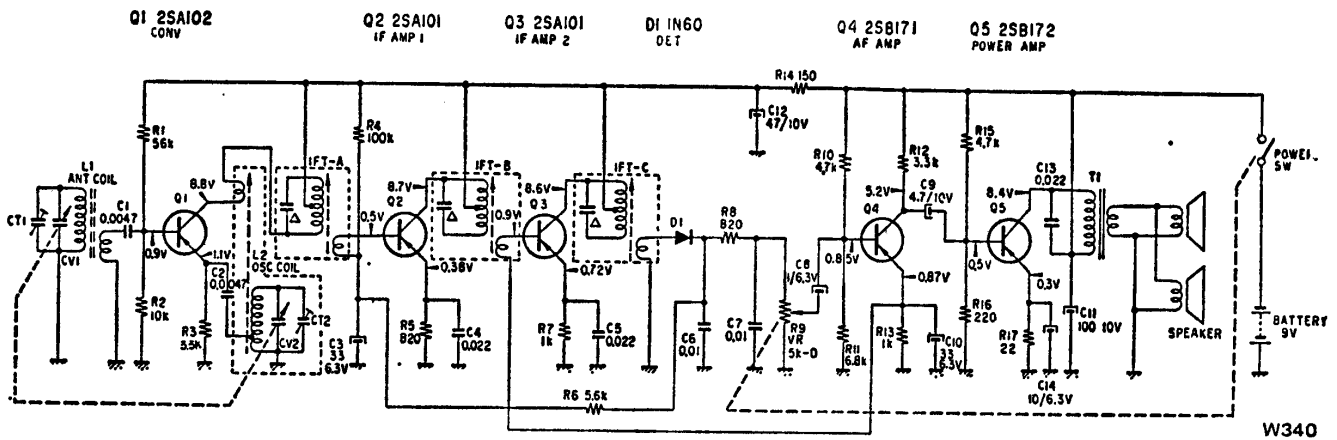 Q1 2SA102
CONV
Q2 2SA101
IF AMP 1
Q3 2SA101
IF AMP 2
D1 IN60
DET
Q4 2SB171
AF AMP
Q5 2SB172
POWER AMP
R14 150
C12
47/10V
R1
56k
R4
100k
R10
4.7k
R12
3.3k
R15
4.7k
L1
ANT COIL
IFT-A
IFT-B
IFT-C
C13
0.022
T1
POWER
SW
Q1
8.8V
8.7V
8.6V
5.2V
C9
4.7/10V
8.4V
CT1
C1
0.0047
Q2
0.5V
Q3
0.9V
D1
R8
820
Q4
Q5
CV1
0.9V
1.1V
L2
OSC COIL
0.38V
0.72V
C8
1/6.3V
0.85V
0.87V
0.5V
0.3V
C2
0.0047
CT2
CV2
R2
10k
R3
5.5k
C3
33
6.3V
R5
820
C4
0.022
R7
1k
C5
0.022
C6
0.01
C7
0.01
R9
VR
5k-D
R11
6.8k
R13
1k
C10
33
6.3V
R16
220
R17
22
C11
100 10V
SPEAKER
BATTERY
9V
C14
10/6.3V
R6 5.6k
W340